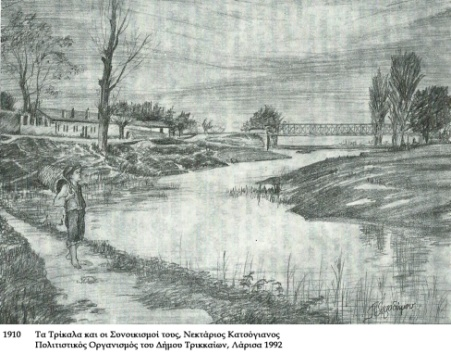 1910 Τα Τρίκαλα και οι Συνοικισμοί τους, Νεκτάριος Κατσόγιανος
Πολιτιστικός Οργανισμός του Δήμου Τρικκαίων, Λάρισα 1992